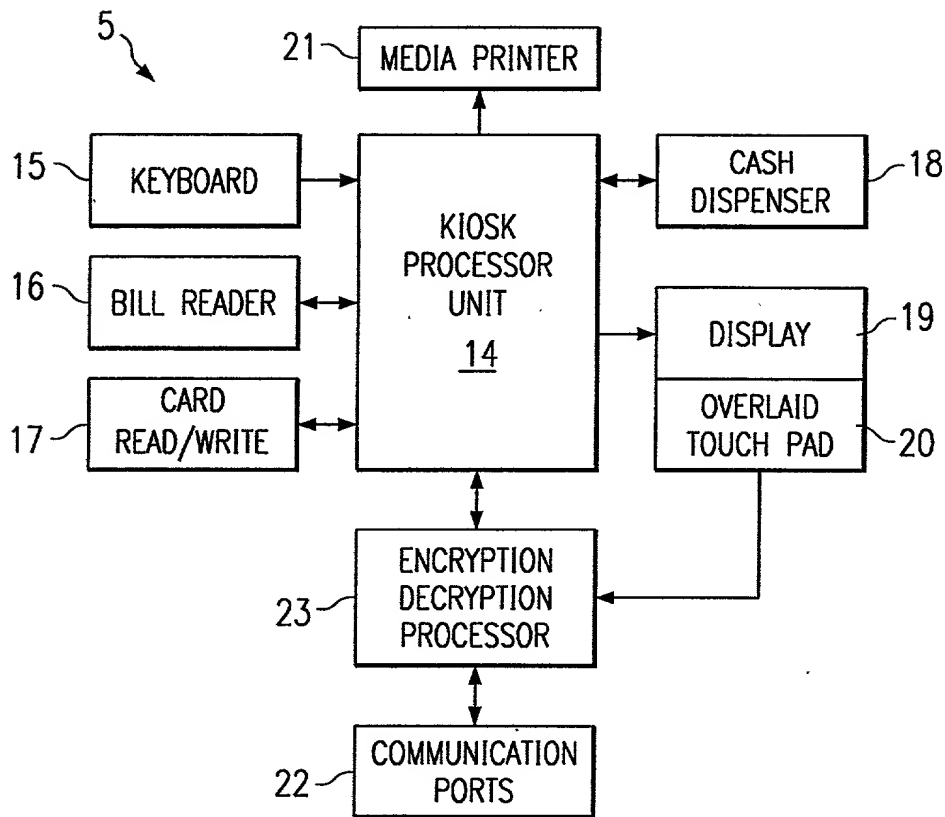 5
21
MEDIA PRINTER
15
KEYBOARD
16
BILL READER
17
CARD
READ/WRITE
KIOSK
PROCESSOR
UNIT
14
CASH
DISPENSER
18
DISPLAY
19
OVERLAID
TOUCH PAD
20
ENCRYPTION
DECRYPTION
PROCESSOR
23
COMMUNICATION
PORTS
22